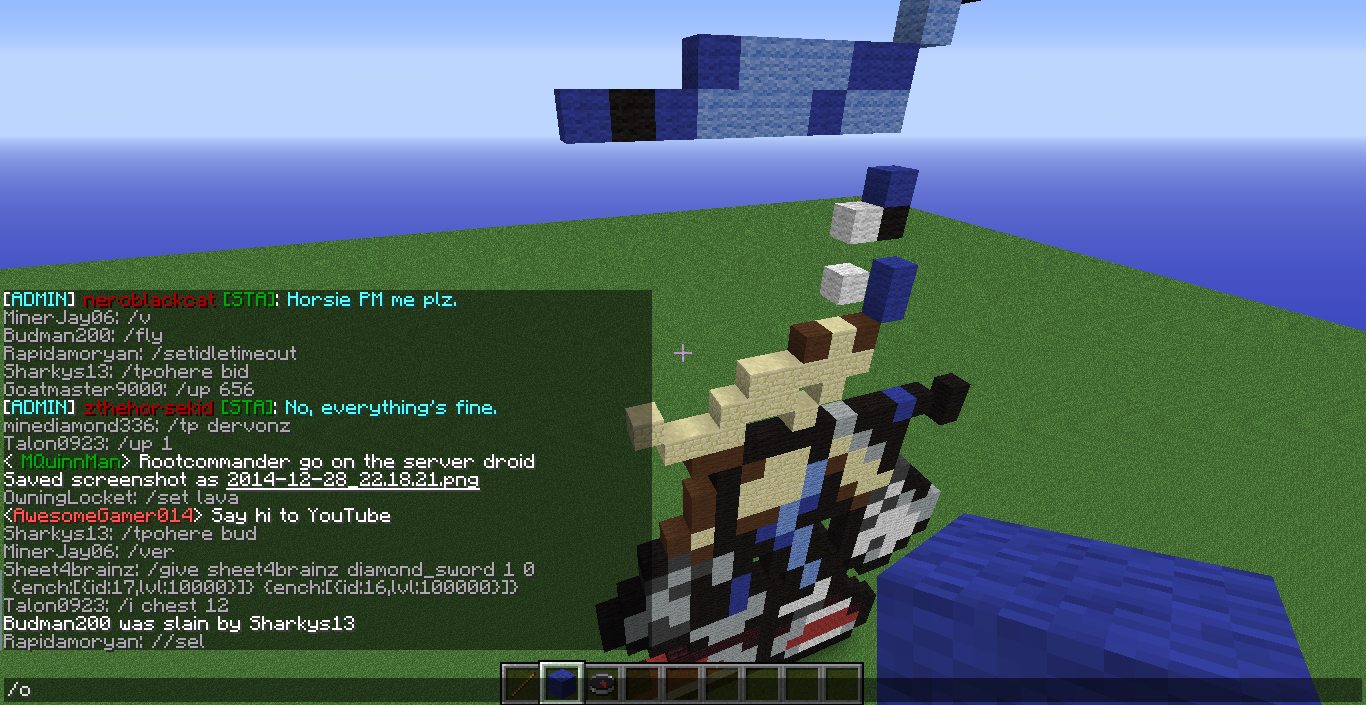 [ADMIN] neroblackcat [STA]: Horsie PM me plz.
MinerJay06: /v
Budman200: /fly
Rapidamoryan: /setidletimeout
Sharkys13: /tpohere bid
Goatmaster9000: /up 656
[ADMIN] zthehorsekid [STA]: No, everything's fine.
minediamond336: /tp dervonz
Talon0923: /up 1
< MQuinnMan> Rootcommander go on the server droid
Saved screenshot as 2014-12-28_22.18.21.png
OwningLocket: /set lava
<AwesomeGamer014> Say hi to YouTube
Sharkys13: /tpohere bud
MinerJay06: /ver
Sheet4brainz: /give sheet4brainz diamond_sword 1 0
{ench:[{id:17,lvl:10000}]} {ench:[{id:16,lvl:100000}]}
Talon0923: /i chest 12
Budman200 was slain by Sharkys13
Rapidamoryan: //sel
/o